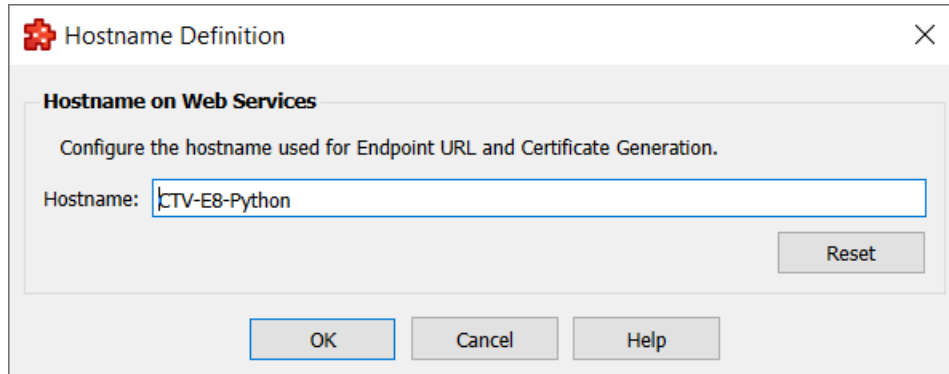 Hostname Definition
Hostname on Web Services
Configure the hostname used for Endpoint URL and Certificate Generation.
Hostname: CTV-E8-Python
Reset
OK Cancel Help